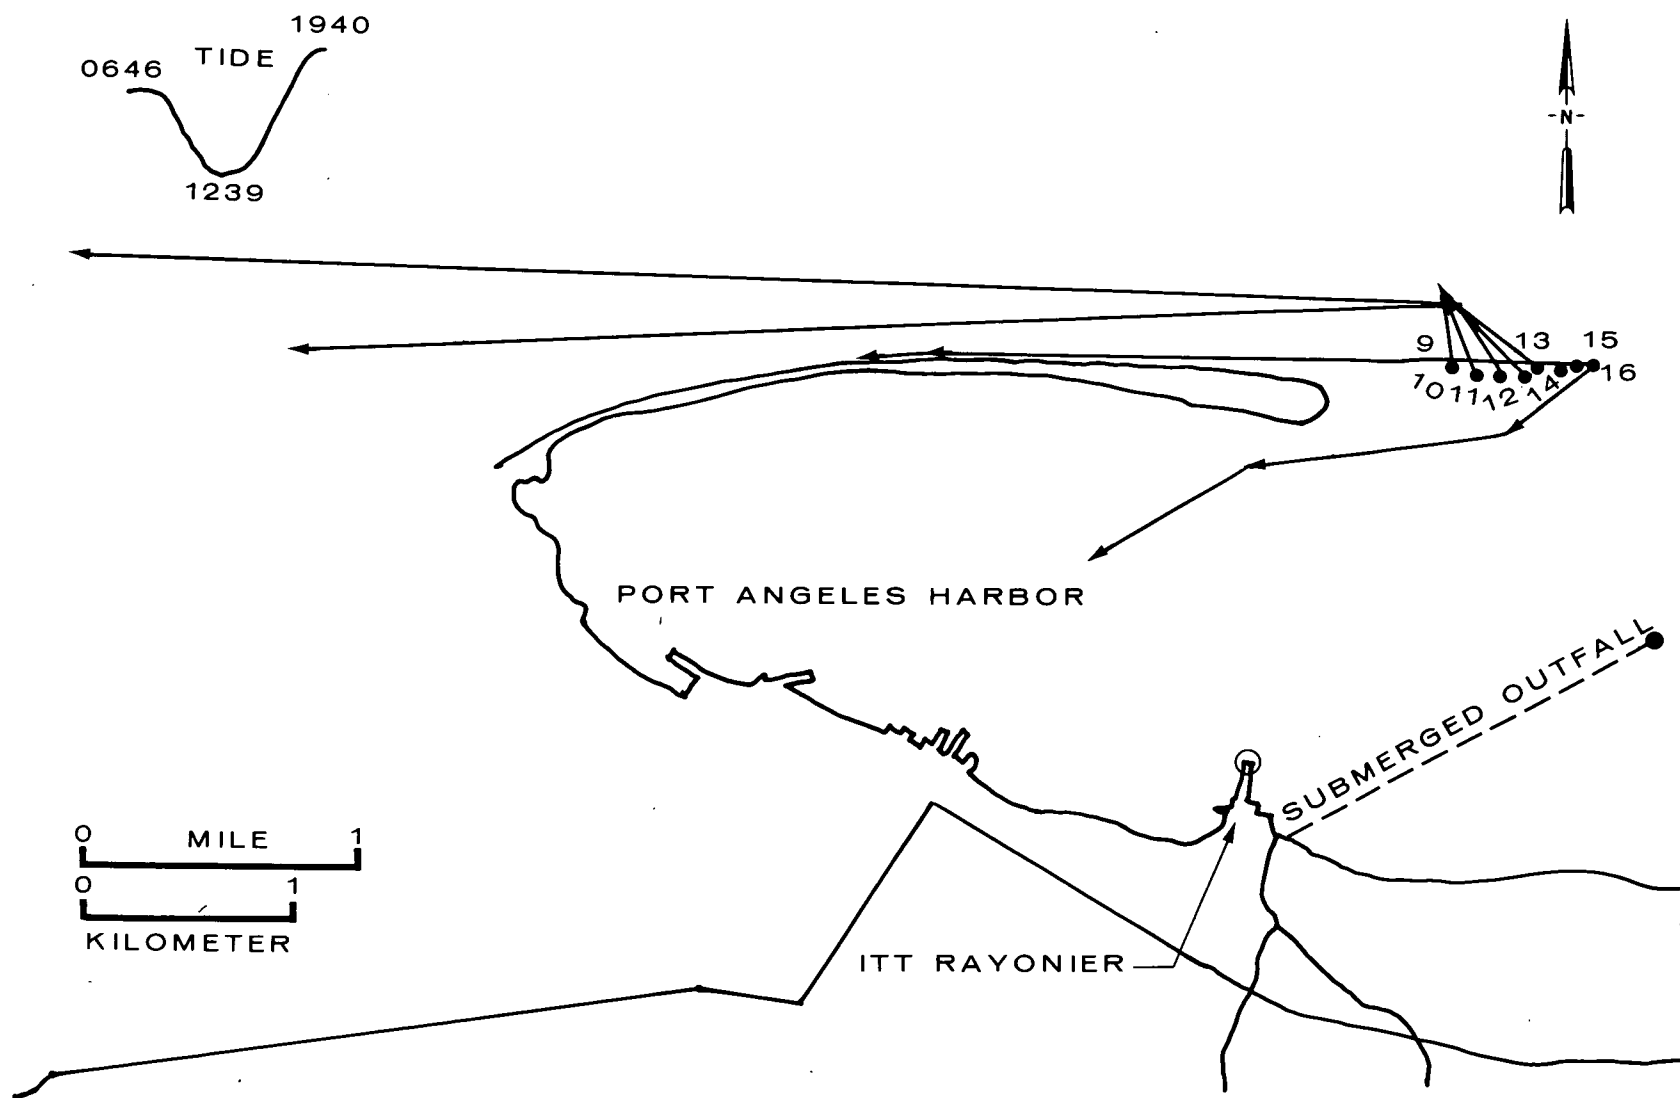 1940
TIDE
0646
1239
-N-
9
13
15
10
11
12
14
16
PORT ANGELES HARBOR
SUBMERGED OUTFALL
0 MILE 1
0 1
KILOMETER
ITT RAYONIER